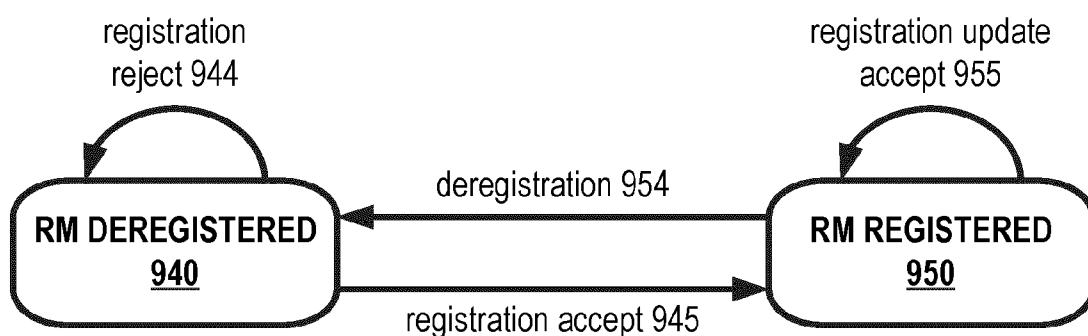 registration
reject 944
registration update
accept 955
deregistration 954
RM DEREGISTERED
940
RM REGISTERED
950
registration accept 945